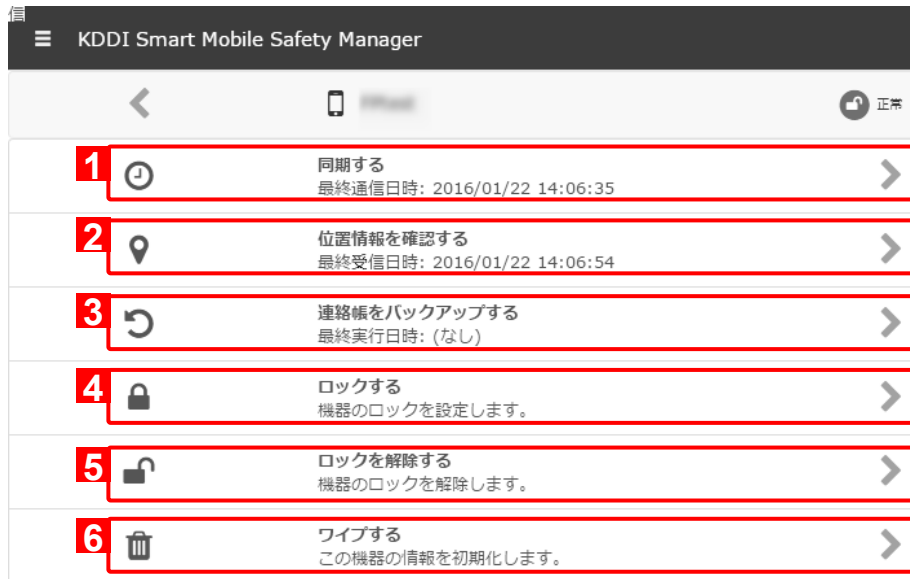 信
KDDI Smart Mobile Safety Manager
正常
1
同期する
最終通信日時: 2016/01/22 14:06:35
2
位置情報を確認する
最終受信日時: 2016/01/22 14:06:54
3
連絡帳をバックアップする
最終実行日時: (なし)
4
ロックする
機器のロックを設定します。
5
ロックを解除する
機器のロックを解除します。
6
ワイプする
この機器の情報を初期化します。